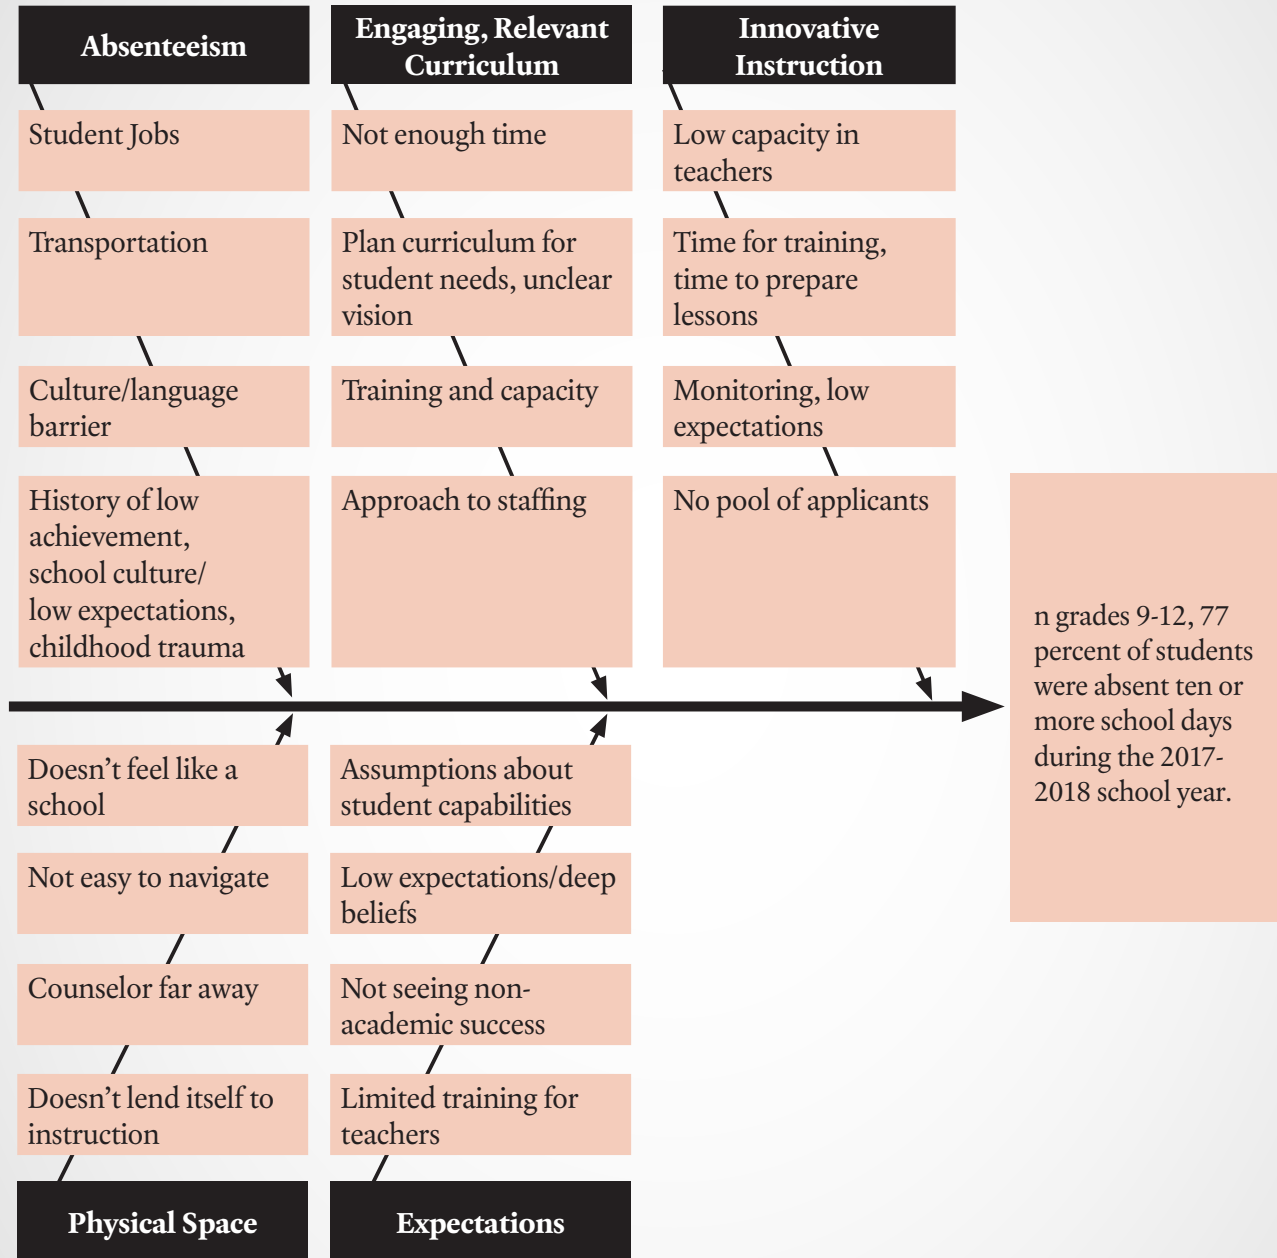 Absenteeism
Student Jobs
Transportation
Culture/language
barrier
History of low
achievement,
school culture/
low expectations,
childhood trauma
Engaging, Relevant
Curriculum
Not enough time
Plan curriculum for
student needs, unclear
vision
Training and capacity
Approach to staffing
Innovative
Instruction
Low capacity in
teachers
Time for training,
time to prepare
lessons
Monitoring, low
expectations
No pool of applicants
n grades 9-12, 77
percent of students
were absent ten or
more school days
during the 2017-
2018 school year.
Doesn't feel like a
school
Not easy to navigate
Counselor far away
Doesn't lend itself to
instruction
Physical Space
Assumptions about
student capabilities
Low expectations/deep
beliefs
Not seeing non-
academic success
Limited training for
teachers
Expectations